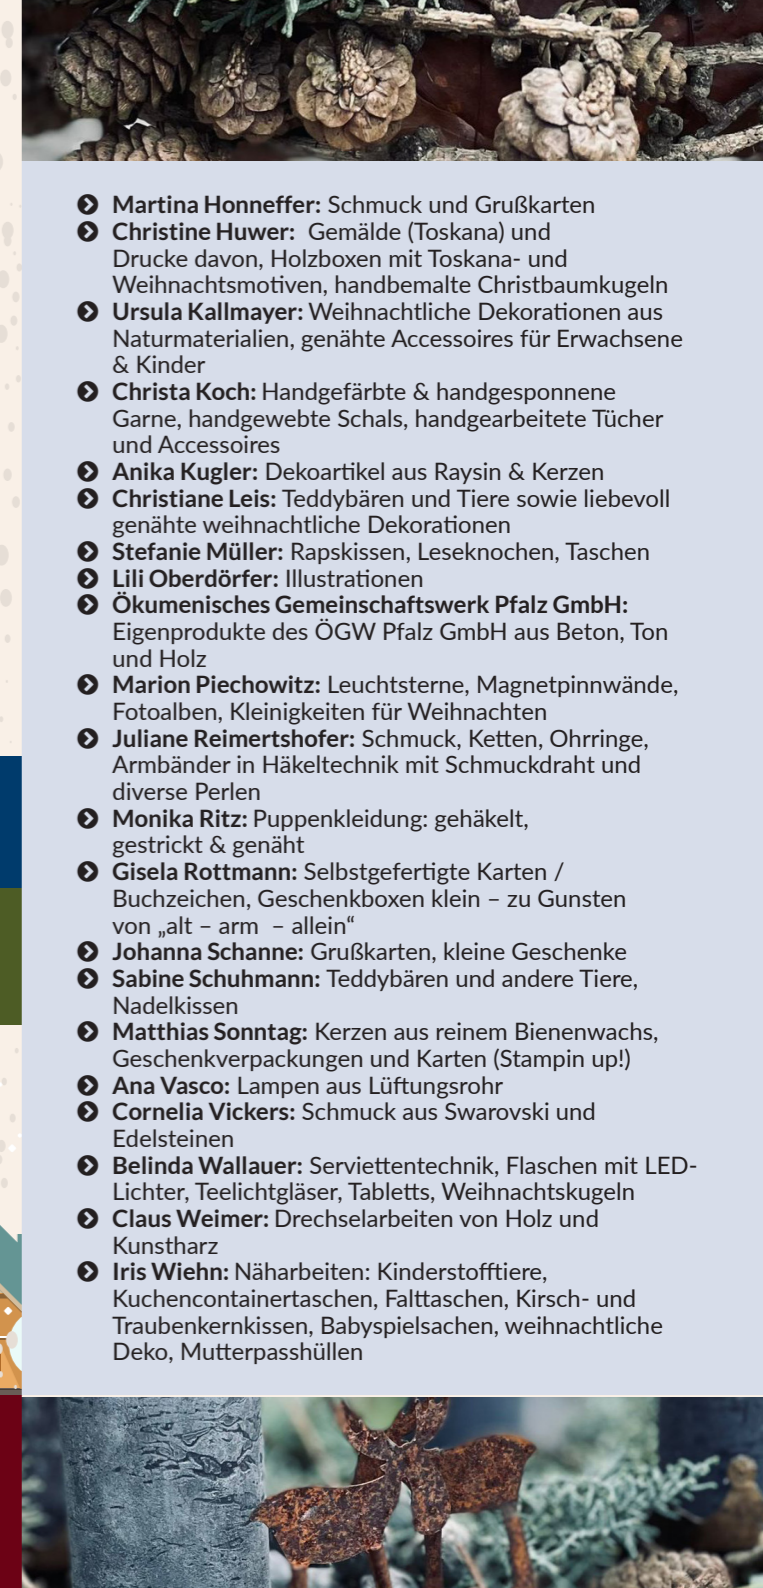 Martina Honneffer: Schmuck und Grußkarten
Christine Huwer: Gemälde (Toskana) und
Drucke davon, Holzboxen mit Toskana- und
Weihnachtsmotiven, handbemalte Christbaumkugeln
Ursula Kallmayer: Weihnachtliche Dekorationen aus
Naturmaterialien, genähte Accessoires für Erwachsene
& Kinder
Christa Koch: Handgefärbte & handgesponnene
Garne, handgewebte Schals, handgearbeitete Tücher
und Accessoires
Anika Kugler: Dekoartikel aus Raysin & Kerzen
Christiane Leis: Teddybären und Tiere sowie liebevoll
genähte weihnachtliche Dekorationen
Stefanie Müller: Rapskissen, Leseknochen, Taschen
Lili Oberdörfer: Illustrationen
Ökumenisches Gemeinschaftswerk Pfalz GmbH:
Eigenprodukte des ÖGW Pfalz GmbH aus Beton, Ton
und Holz
Marion Piechowitz: Leuchtsterne, Magnetpinnwände,
Fotoalben, Kleinigkeiten für Weihnachten
Juliane Reimertshofer: Schmuck, Ketten, Ohrringe,
Armbänder in Häkeltechnik mit Schmuckdraht und
diverse Perlen
Monika Ritz: Puppenkleidung: gehäkelt,
gestrickt & genäht
Gisela Rottmann: Selbstgefertigte Karten /
Buchzeichen, Geschenkboxen klein – zu Gunsten
von „alt – arm – allein“
Johanna Schanne: Grußkarten, kleine Geschenke
Sabine Schuhmann: Teddybären und andere Tiere,
Nadelkissen
Matthias Sonntag: Kerzen aus reinem Bienenwachs,
Geschenkverpackungen und Karten (Stampin up!)
Ana Vasco: Lampen aus Lüftungsrohr
Cornelia Vickers: Schmuck aus Swarovski und
Edelsteinen
Belinda Wallauer: Serviettentechnik, Flaschen mit LED-
Lichter, Teelichtgläser, Tabletts, Weihnachtskugeln
Claus Weimer: Drechselarbeiten von Holz und
Kunstharz
Iris Wiehn: Näharbeiten: Kinderstofftiere,
Kuchencontainertaschen, Falttaschen, Kirsch- und
Traubenkernkissen, Babyspielsachen, weihnachtliche
Deko, Mutterpasshüllen